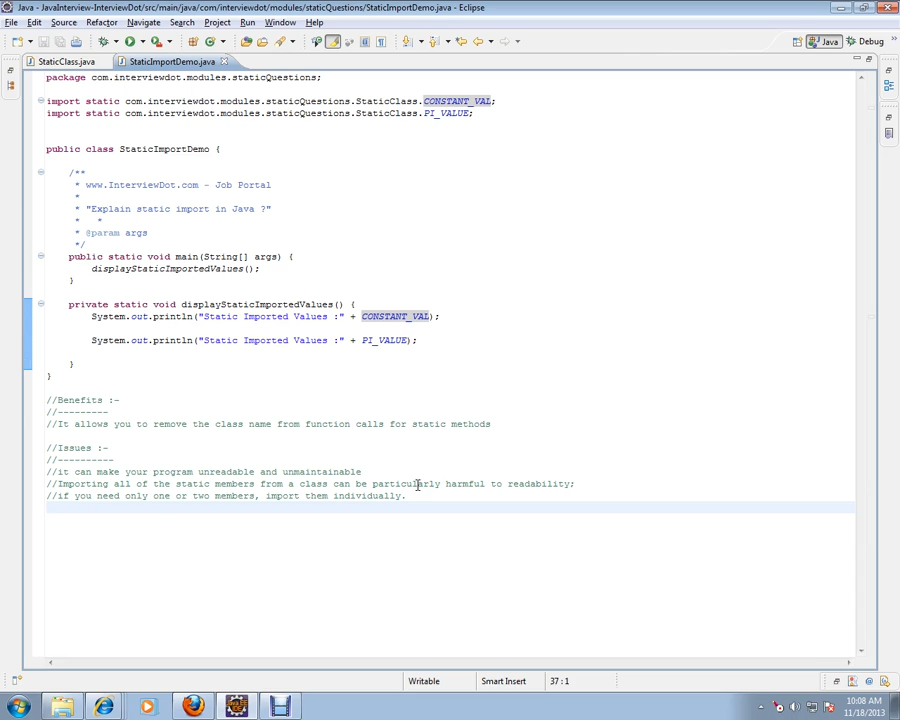 Java - JavaInterview-InterviewDot/src/main/java/com/interviewdot/modules/staticQuestions/StaticImportDemo.java - Eclipse
File Edit Source Refactor Navigate Search Project Run Window Help
Java Debug
StaticClass.java StaticImportDemo.java
package com.interviewdot.modules.staticQuestions;
import static com.interviewdot.modules.staticQuestions.StaticClass.CONSTANT_VAL;
import static com.interviewdot.modules.staticQuestions.StaticClass.PI_VALUE;
public class StaticImportDemo {
/**
* www.InterviewDot.com - Job Portal
*
* "Explain static import in Java ?"
* *
* @param args
*/
public static void main(String[] args) {
displayStaticImportedValues();
}
private static void displayStaticImportedValues() {
System.out.println("Static Imported Values :" + CONSTANT_VAL);
System.out.println("Static Imported Values :" + PI_VALUE);
}
}
//Benefits :-
//---------
//It allows you to remove the class name from function calls for static methods
//Issues :-
//----------
//it can make your program unreadable and unmaintainable
//Importing all of the static members from a class can be particularly harmful to readability;
//if you need only one or two members, import them individually.
Writable Smart Insert 37 : 1
10:08 AM
11/18/2013